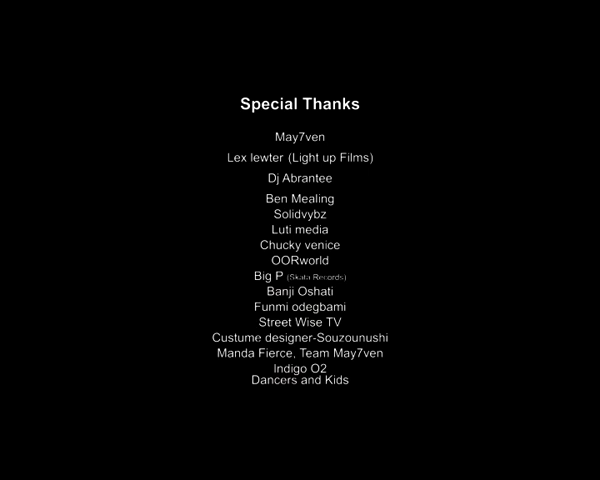 Special Thanks
May7ven
Lex lewter (Light up Films)
Dj Abrantee
Ben Mealing
Solidvybz
Luti media
Chucky venice
OORworld
Big P (Skata Records)
Banji Oshati
Funmi odegbami
Street Wise TV
Custume designer-Souzounushi
Manda Fierce, Team May7ven
Indigo O2
Dancers and Kids